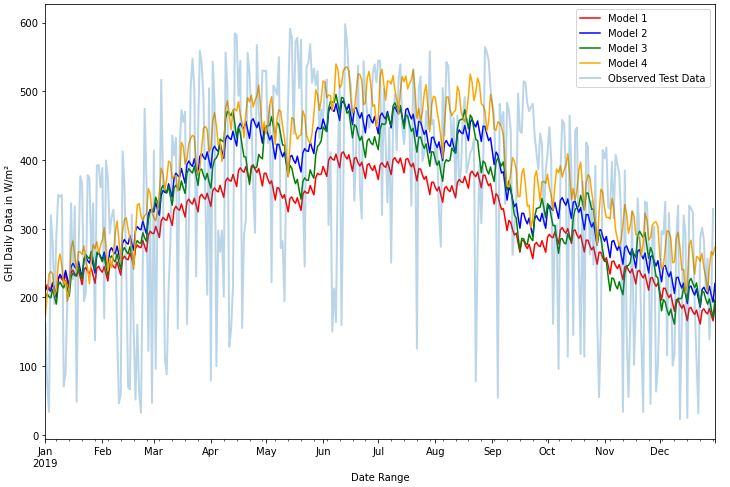 Model 1
Model 2
Model 3
Model 4
Observed Test Data
GHI Daily Data in W/m²
600
500
400
300
200
100
0
Jan Feb Mar Apr May Jun Jul Aug Sep Oct Nov Dec
2019
Date Range